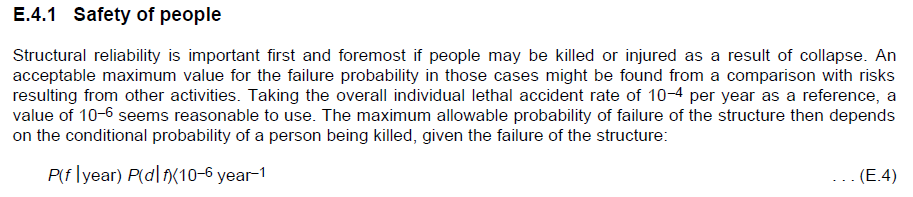 E.4.1 Safety of people
Structural reliability is important first and foremost if people may be killed or injured as a result of collapse. An
acceptable maximum value for the failure probability in those cases might be found from a comparison with risks
resulting from other activities. Taking the overall individual lethal accident rate of 10–4 per year as a reference, a
value of 10–6 seems reasonable to use. The maximum allowable probability of failure of the structure then depends
on the conditional probability of a person being killed, given the failure of the structure:
P(f |year) P(d| f)⟨10–6 year–1 . . . (E.4)